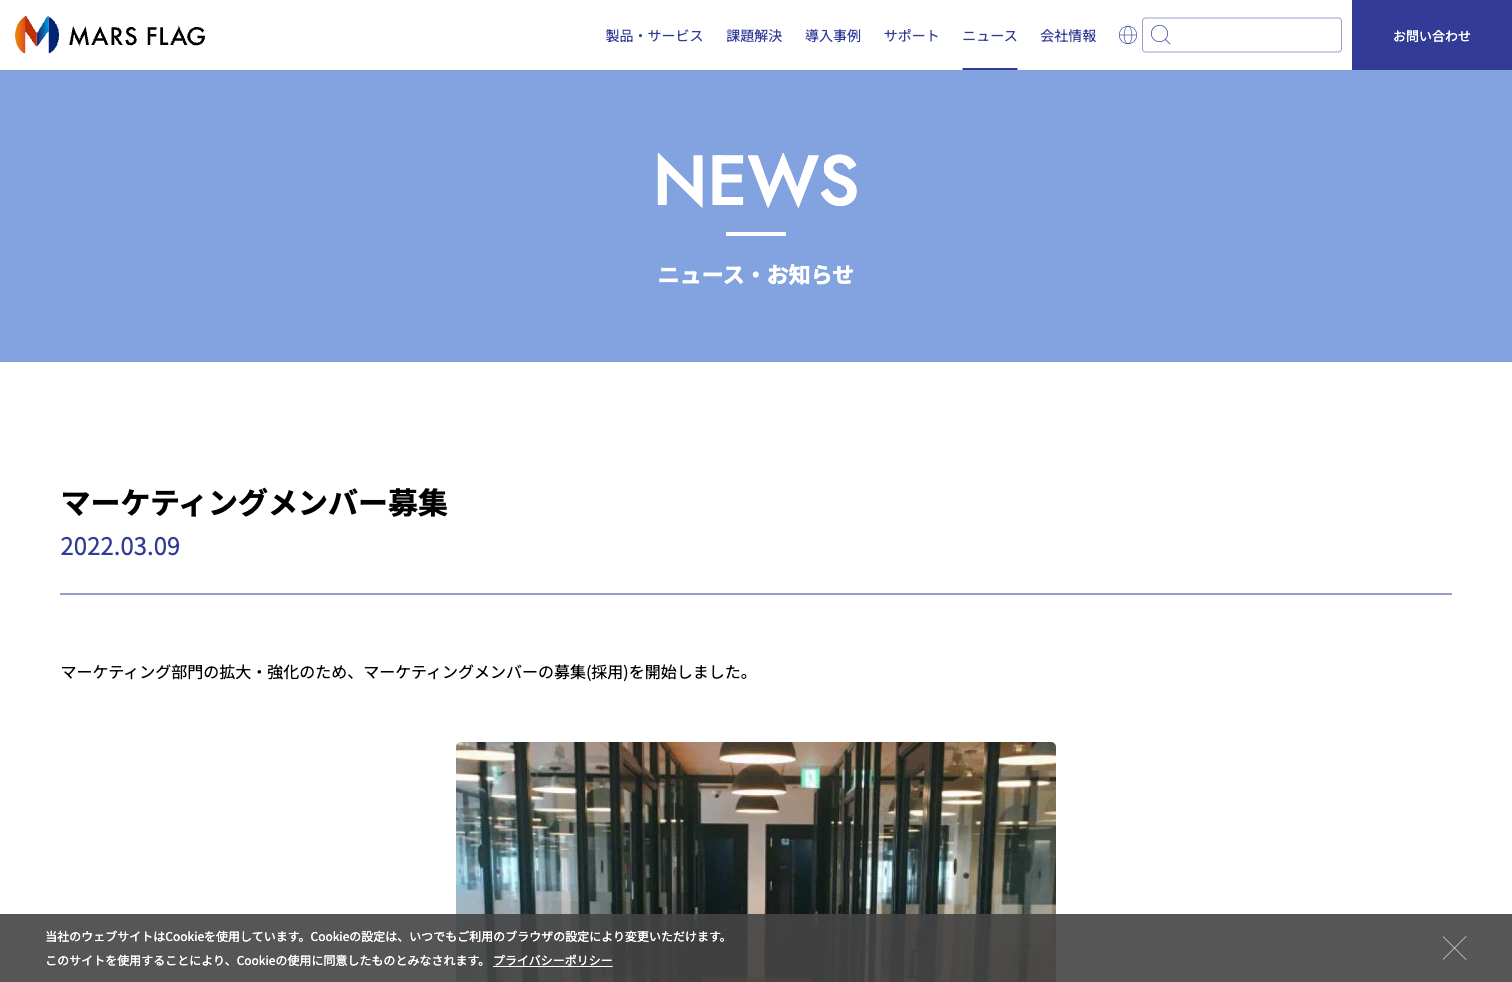 MARS FLAG
製品・サービス 課題解決 導入事例 サポート ニュース 会社情報 お問い合わせ
NEWS
ニュース・お知らせ
マーケティングメンバー募集
2022.03.09
マーケティング部門の拡大・強化のため、マーケティングメンバーの募集(採用)を開始しました。
当社のウェブサイトはCookieを使用しています。Cookieの設定は、いつでもご利用のブラウザの設定により変更いただけます。
このサイトを使用することにより、Cookieの使用に同意したものとみなされます。 プライバシーポリシー